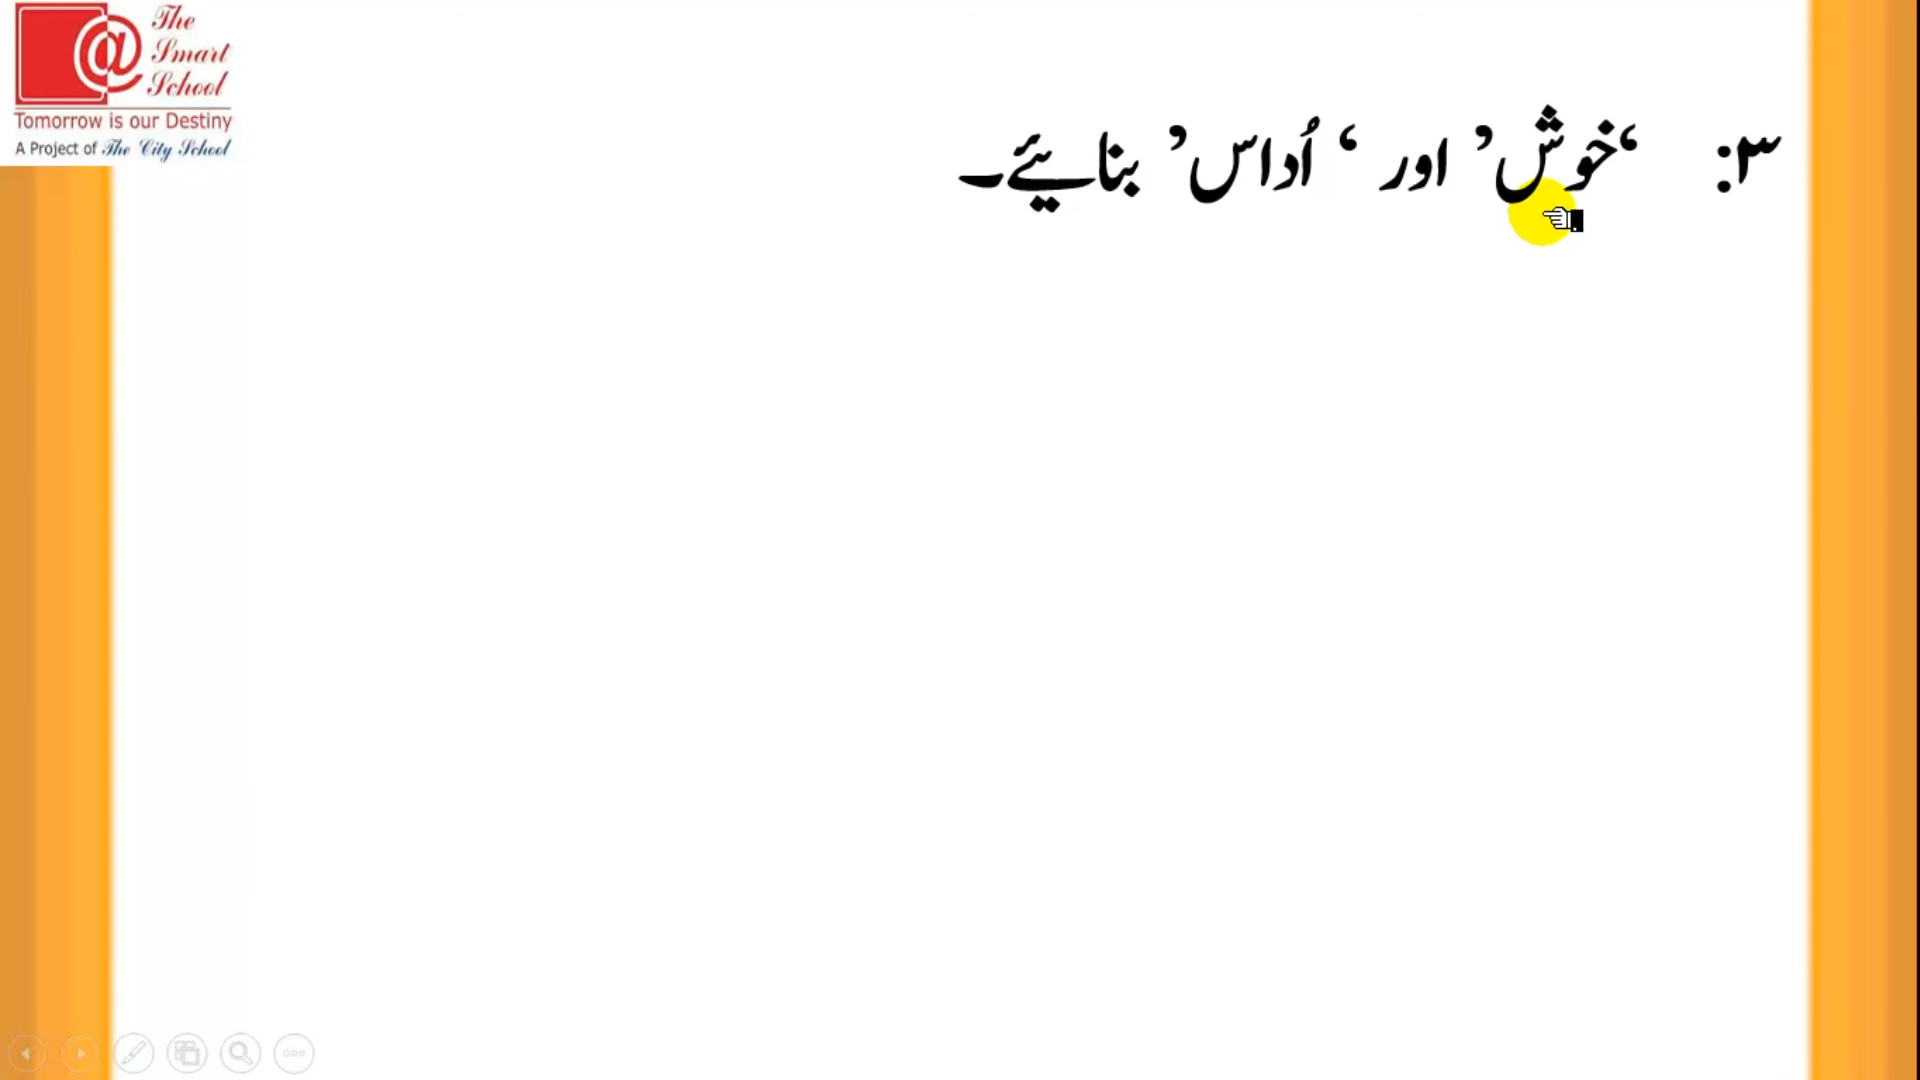 The
Smart
School
Tomorrow is our Destiny
A Project of The City School
۳: ‘خوش’ اور ‘ اُداس’ بنائیے۔